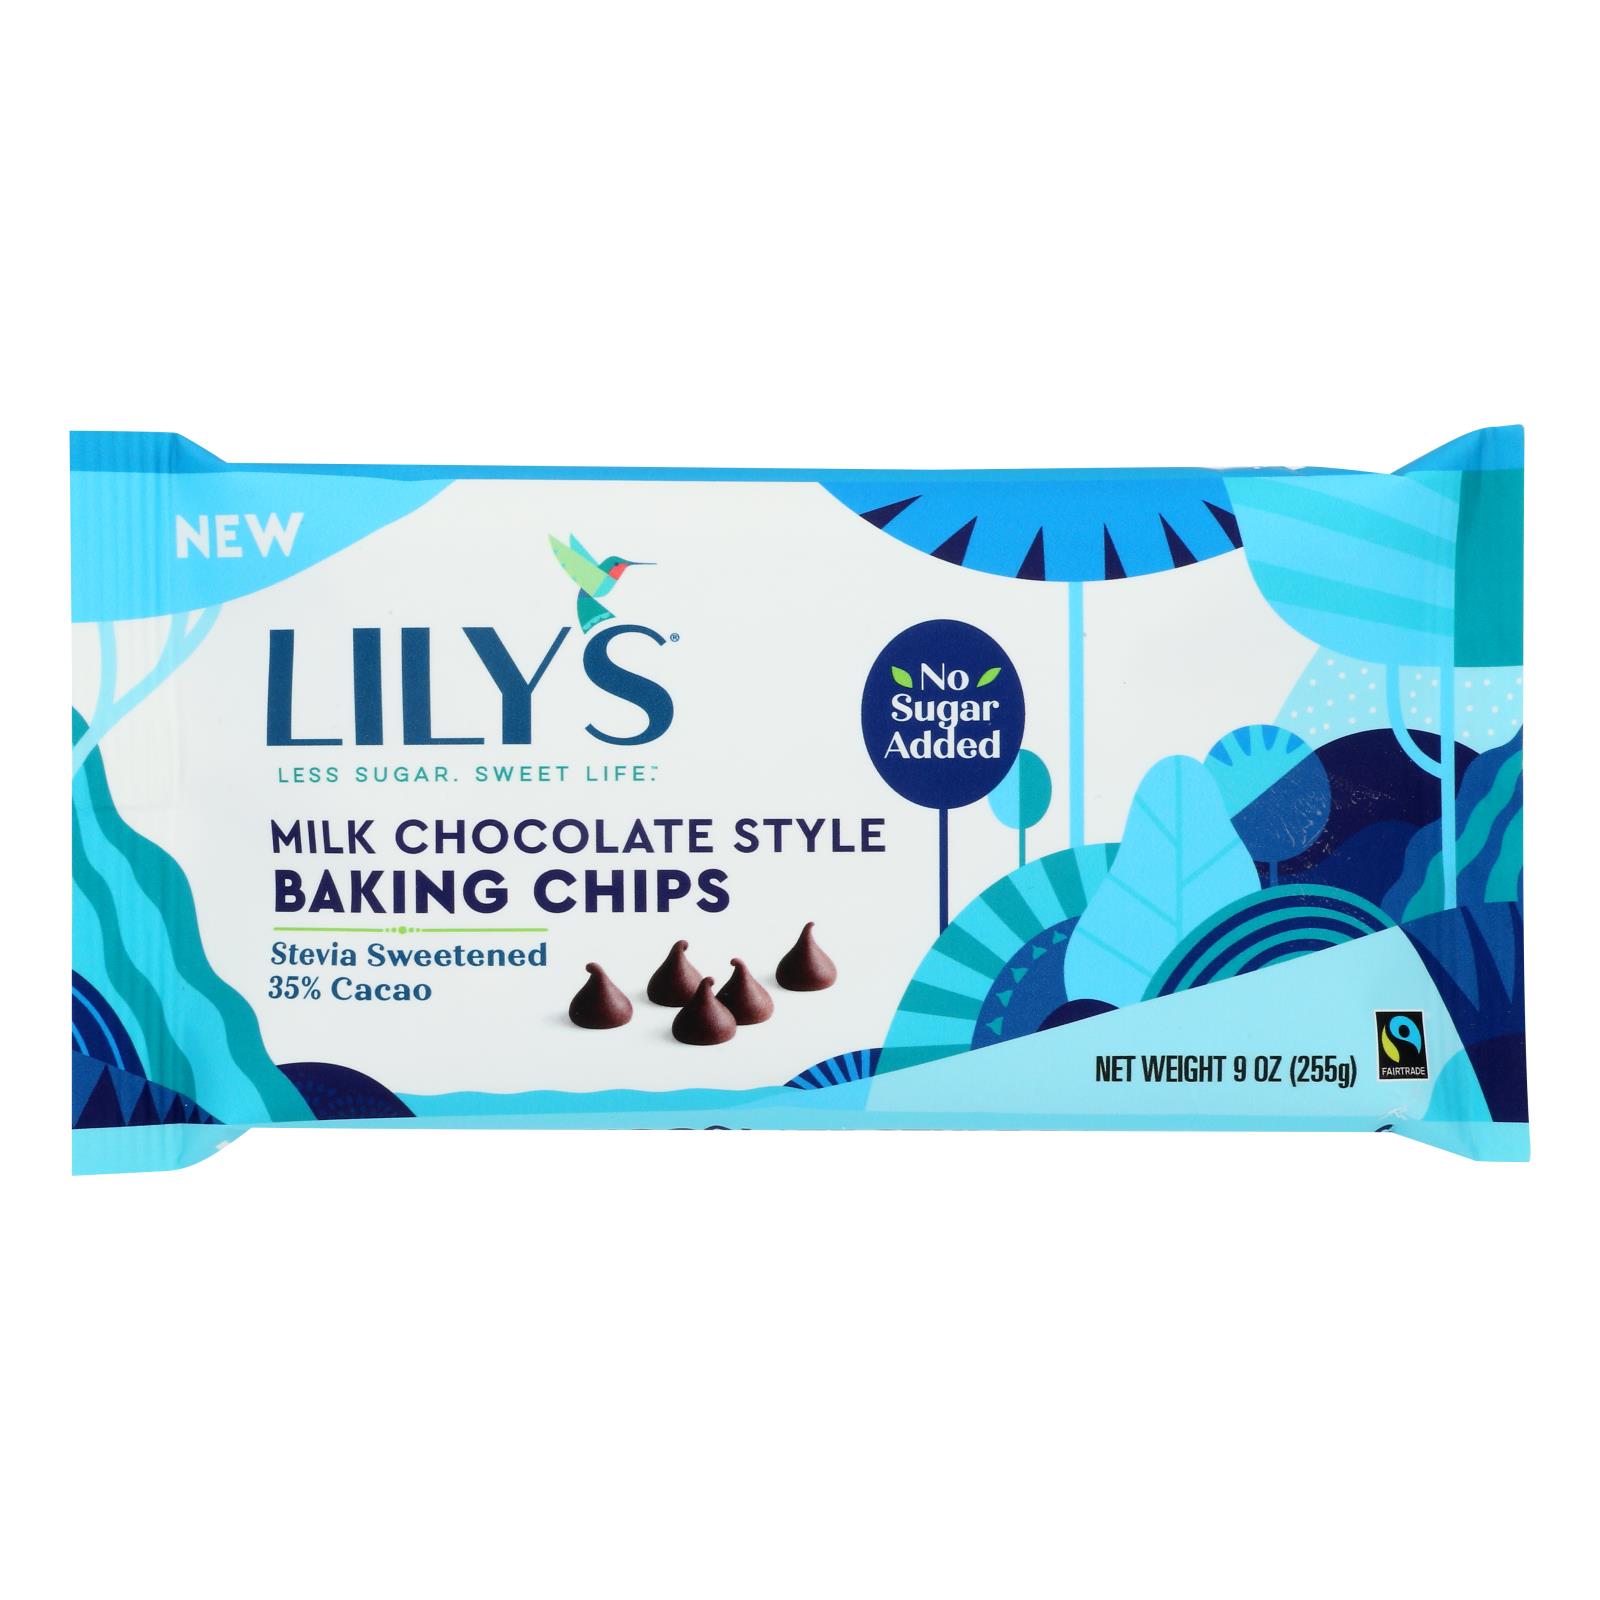 NEW
LILY'S®
LESS SUGAR. SWEET LIFE.™
MILK CHOCOLATE STYLE
BAKING CHIPS
Stevia Sweetened
35% Cacao
No
Sugar
Added
NET WEIGHT 9 OZ (255g)
FAIRTRADE